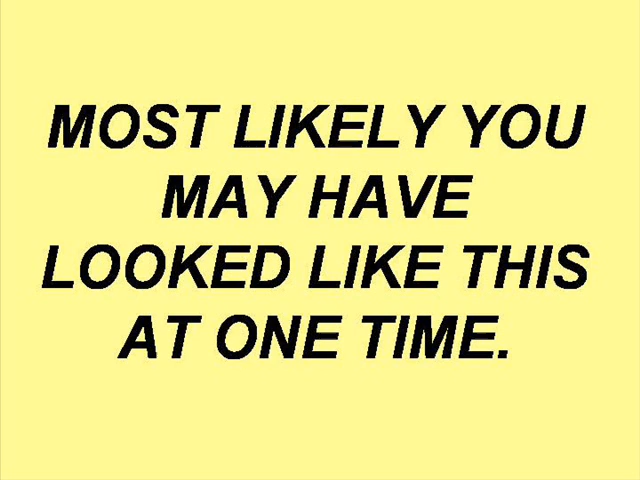 MOST LIKELY YOU
MAY HAVE
LOOKED LIKE THIS
AT ONE TIME.